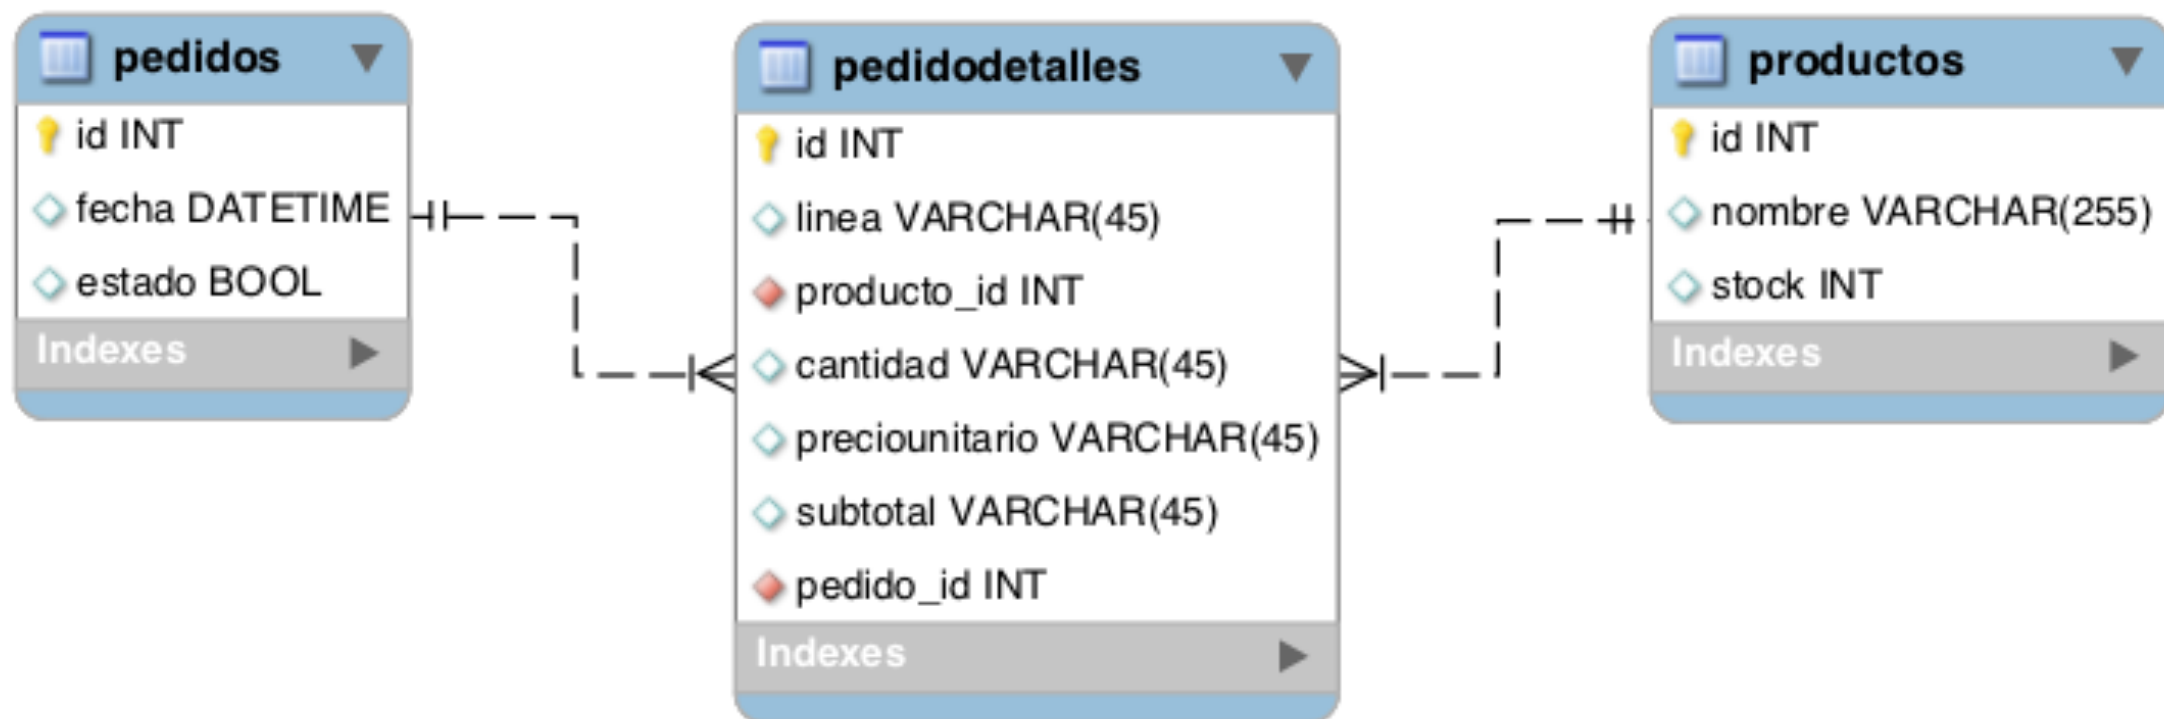 pedidos
id INT
fecha DATETIME
estado BOOL
Indexes
pedidodetalles
id INT
linea VARCHAR(45)
producto_id INT
cantidad VARCHAR(45)
preciounitario VARCHAR(45)
subtotal VARCHAR(45)
pedido_id INT
Indexes
productos
id INT
nombre VARCHAR(255)
stock INT
Indexes